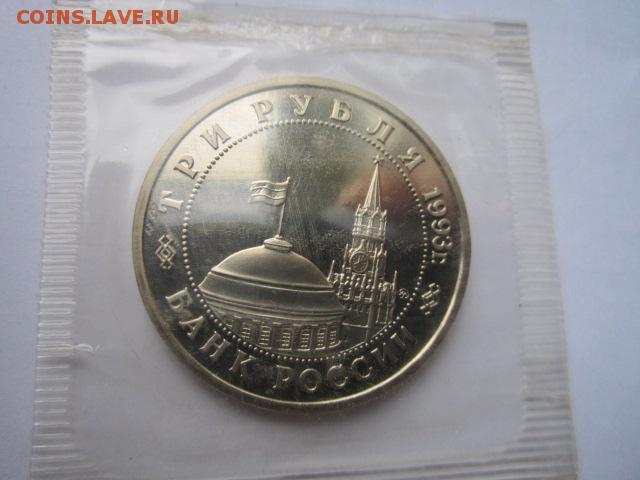 COINS.LAVE.RU
ТРИ РУБЛЯ 1993г.
БАНК РОССИИ